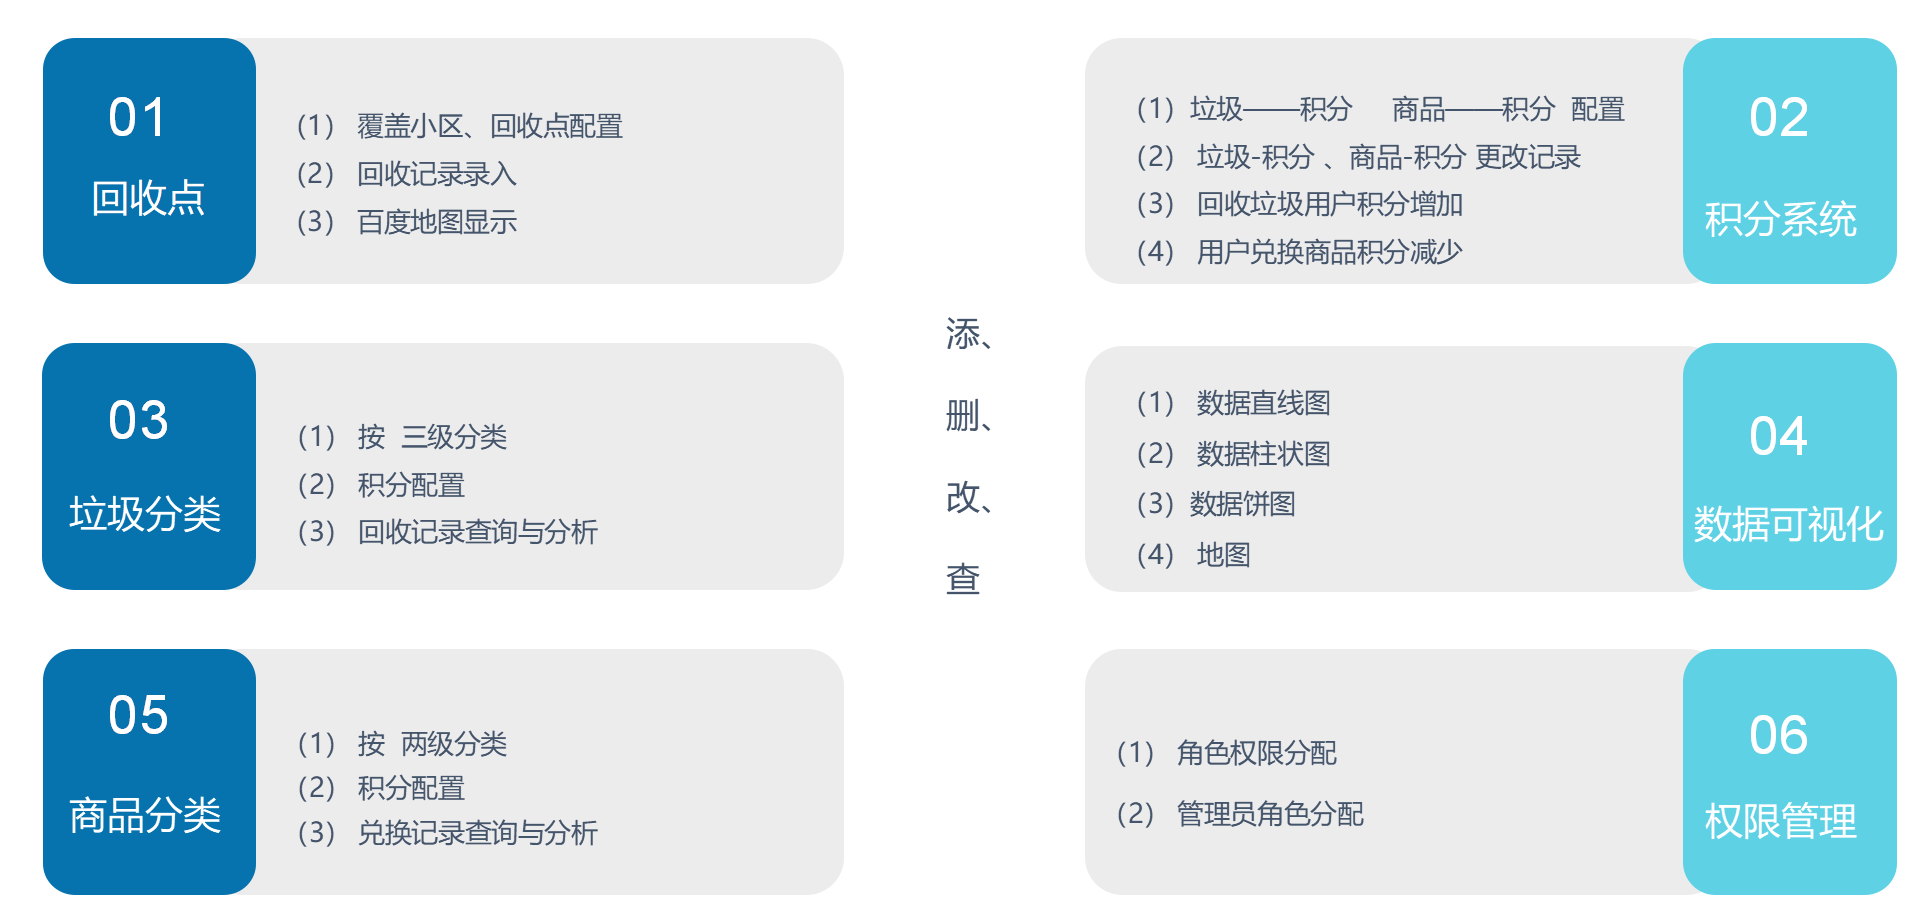 01
回收点
（1） 覆盖小区、回收点配置
（2） 回收记录录入
（3） 百度地图显示
（1）垃圾——积分 商品——积分 配置
（2） 垃圾-积分 、商品-积分 更改记录
（3） 回收垃圾用户积分增加
（4） 用户兑换商品积分减少
02
积分系统
添、
删、
改、
查
03
垃圾分类
（1） 按 三级分类
（2） 积分配置
（3） 回收记录查询与分析
（1） 数据直线图
（2） 数据柱状图
（3）数据饼图
（4） 地图
04
数据可视化
05
商品分类
（1） 按 两级分类
（2） 积分配置
（3） 兑换记录查询与分析
（1） 角色权限分配
（2） 管理员角色分配
06
权限管理